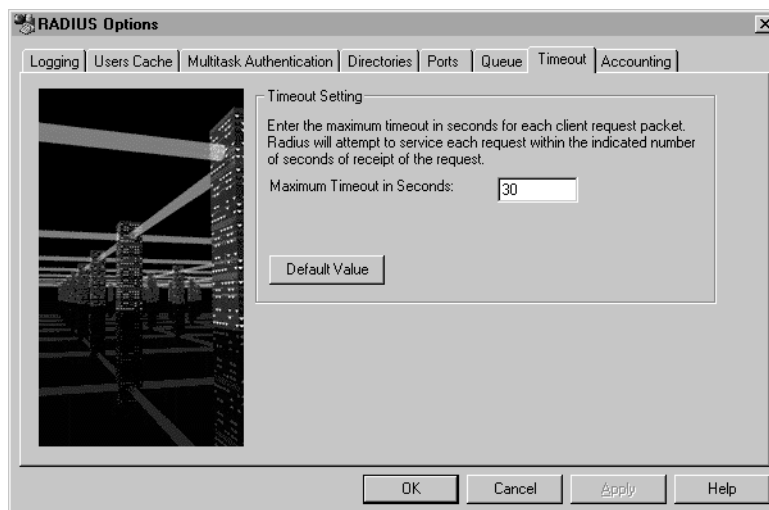 RADIUS Options
Logging Users Cache Multitask Authentication Directories Ports Queue Timeout Accounting
Timeout Setting
Enter the maximum timeout in seconds for each client request packet.
Radius will attempt to service each request within the indicated number
of seconds of receipt of the request.
Maximum Timeout in Seconds: 30
Default Value
OK Cancel Apply Help